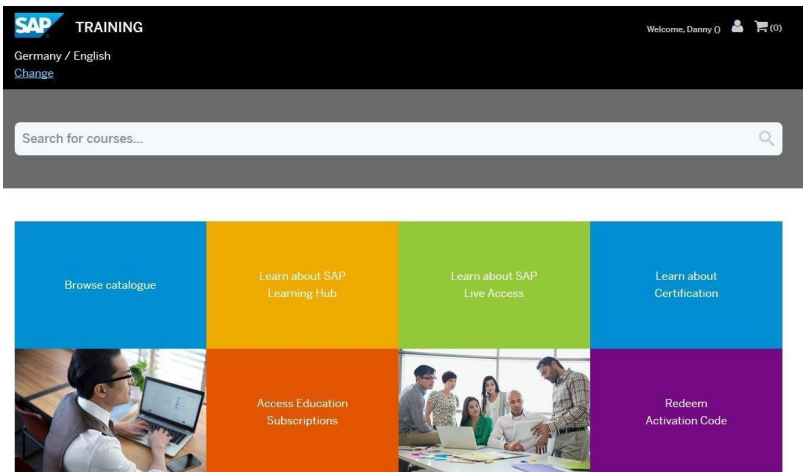 SAP TRAINING
Welcome, Danny () (0)
Germany / English
Change
Search for courses...
Browse catalogue
Learn about SAP
Learning Hub
Learn about SAP
Live Access
Learn about
Certification
Access Education
Subscriptions
Redeem
Activation Code